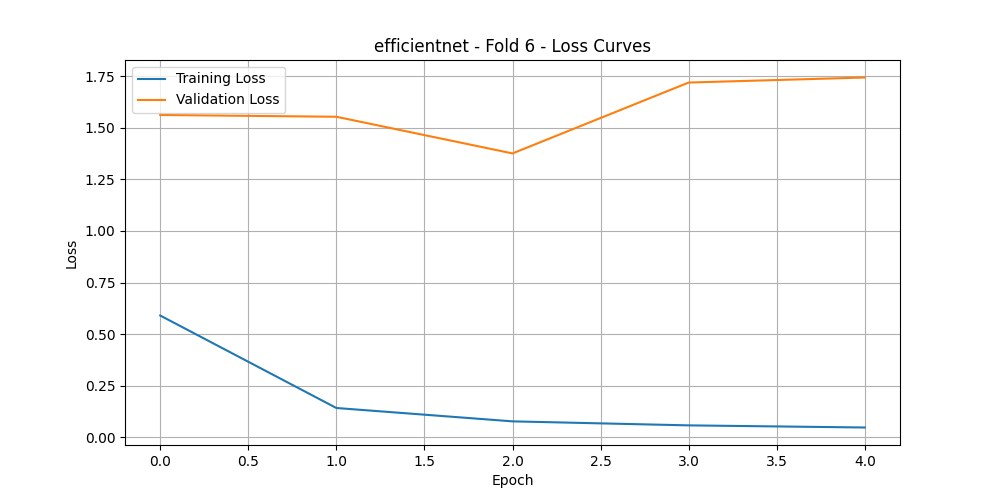 efficientnet - Fold 6 - Loss Curves
Training Loss
Validation Loss
1.75
1.50
1.25
1.00
0.75
0.50
0.25
0.00
Loss
0.0 0.5 1.0 1.5 2.0 2.5 3.0 3.5 4.0
Epoch